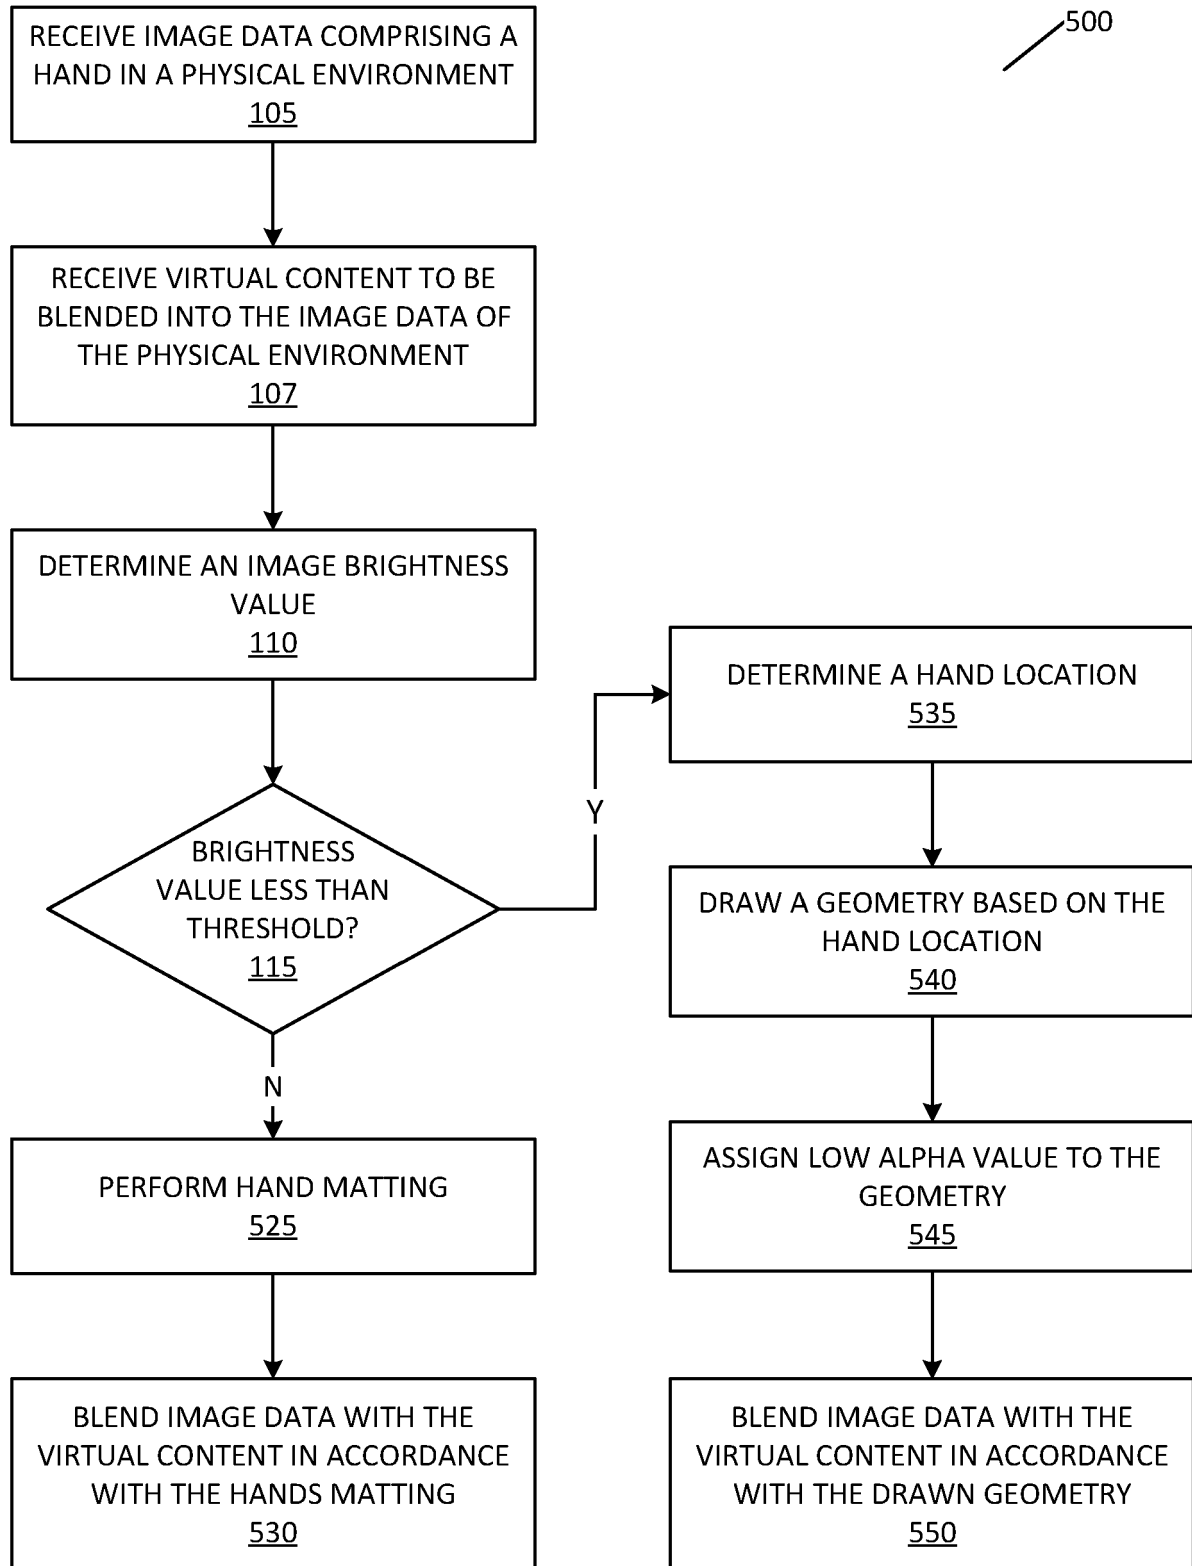 500
RECEIVE IMAGE DATA COMPRISING A
HAND IN A PHYSICAL ENVIRONMENT
105
RECEIVE VIRTUAL CONTENT TO BE
BLENDED INTO THE IMAGE DATA OF
THE PHYSICAL ENVIRONMENT
107
DETERMINE AN IMAGE BRIGHTNESS
VALUE
110
BRIGHTNESS
VALUE LESS THAN
THRESHOLD?
115
N
PERFORM HAND MATTING
525
BLEND IMAGE DATA WITH THE
VIRTUAL CONTENT IN ACCORDANCE
WITH THE HANDS MATTING
530
Y
DETERMINE A HAND LOCATION
535
DRAW A GEOMETRY BASED ON THE
HAND LOCATION
540
ASSIGN LOW ALPHA VALUE TO THE
GEOMETRY
545
BLEND IMAGE DATA WITH THE
VIRTUAL CONTENT IN ACCORDANCE
WITH THE DRAWN GEOMETRY
550